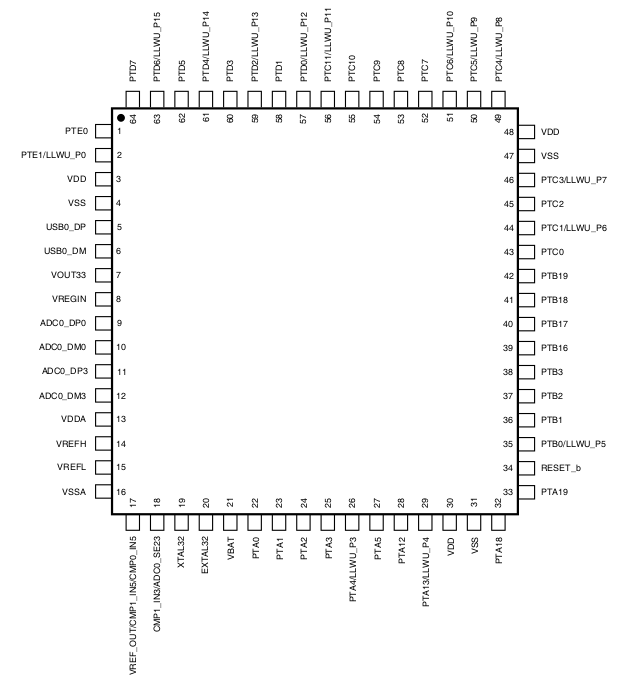 PTD7
PTD6/LLWU_P15
PTD5
PTD4/LLWU_P14
PTD3
PTD2/LLWU_P13
PTD1
PTD0/LLWU_P12
PTC11/LLWU_P11
PTC10
PTC9
PTC8
PTC7
PTC6/LLWU_P10
PTC5/LLWU_P9
PTC4/LLWU_P8
64
63
62
61
60
59
58
57
56
55
54
53
52
51
50
49
PTE0 1
PTE1/LLWU_P0 2
VDD 3
VSS 4
USB0_DP 5
USB0_DM 6
VOUT33 7
VREGIN 8
ADC0_DP0 9
ADC0_DM0 10
ADC0_DP3 11
ADC0_DM3 12
VDDA 13
VREFH 14
VREFL 15
VSSA 16
48 VDD
47 VSS
46 PTC3/LLWU_P7
45 PTC2
44 PTC1/LLWU_P6
43 PTC0
42 PTB19
41 PTB18
40 PTB17
39 PTB16
38 PTB3
37 PTB2
36 PTB1
35 PTB0/LLWU_P5
34 RESET_b
33 PTA19
17
18
19
20
21
22
23
24
25
26
27
28
29
30
31
32
VREF_OUT/CMP1_IN5/CMP0_IN5
CMP1_IN3/ADC0_SE23
XTAL32
EXTAL32
VBAT
PTA0
PTA1
PTA2
PTA3
PTA4/LLWU_P3
PTA5
PTA12
PTA13/LLWU_P4
VDD
VSS
PTA18